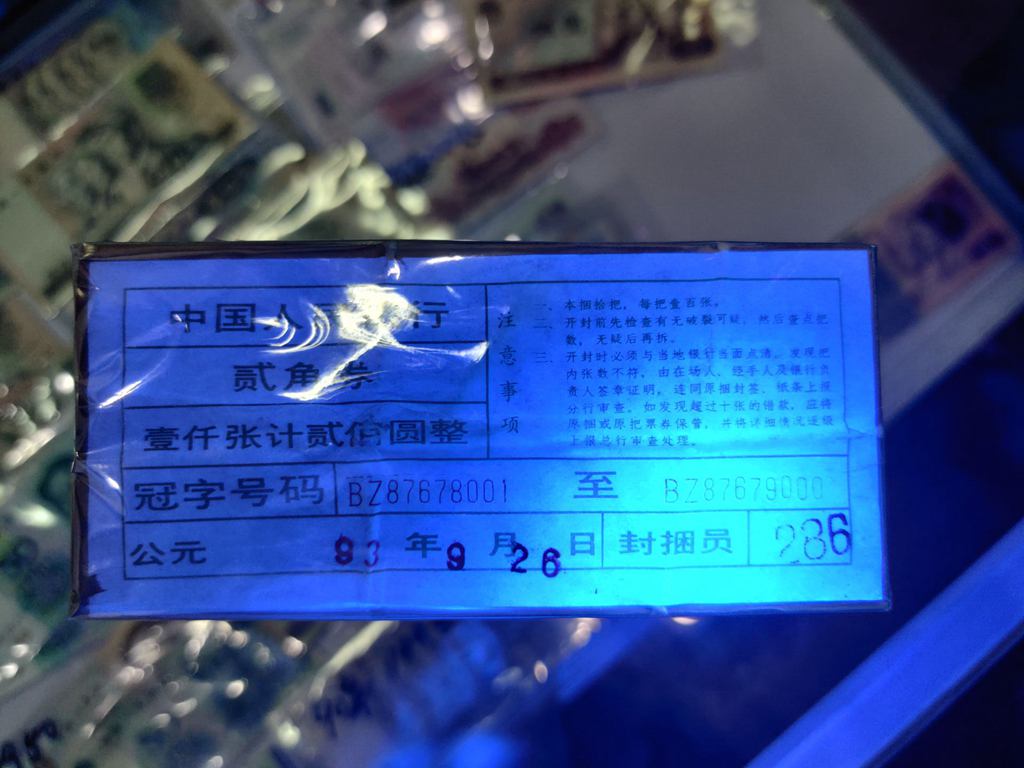 中国人民银行
贰角券
壹仟张计贰佰圆整
注意事项
一、本捆拾把，每把壹百张。
二、开封前先检查有无破裂可疑，然后查点把
数，无疑后再拆。
三、开封时必须与当地银行当面点清，发现把
内张数不符，由在场人、经手人及银行负
责人签章证明，连同原捆封签、纸条上报
分行审查。如发现超过十张的错款，应将
原捆或原把票券保管，并将详细情况逐级
上报总行审查处理。
冠字号码 BZ87678001 至 BZ87679000
公元 93 年 9 月 26 日 封捆员 286